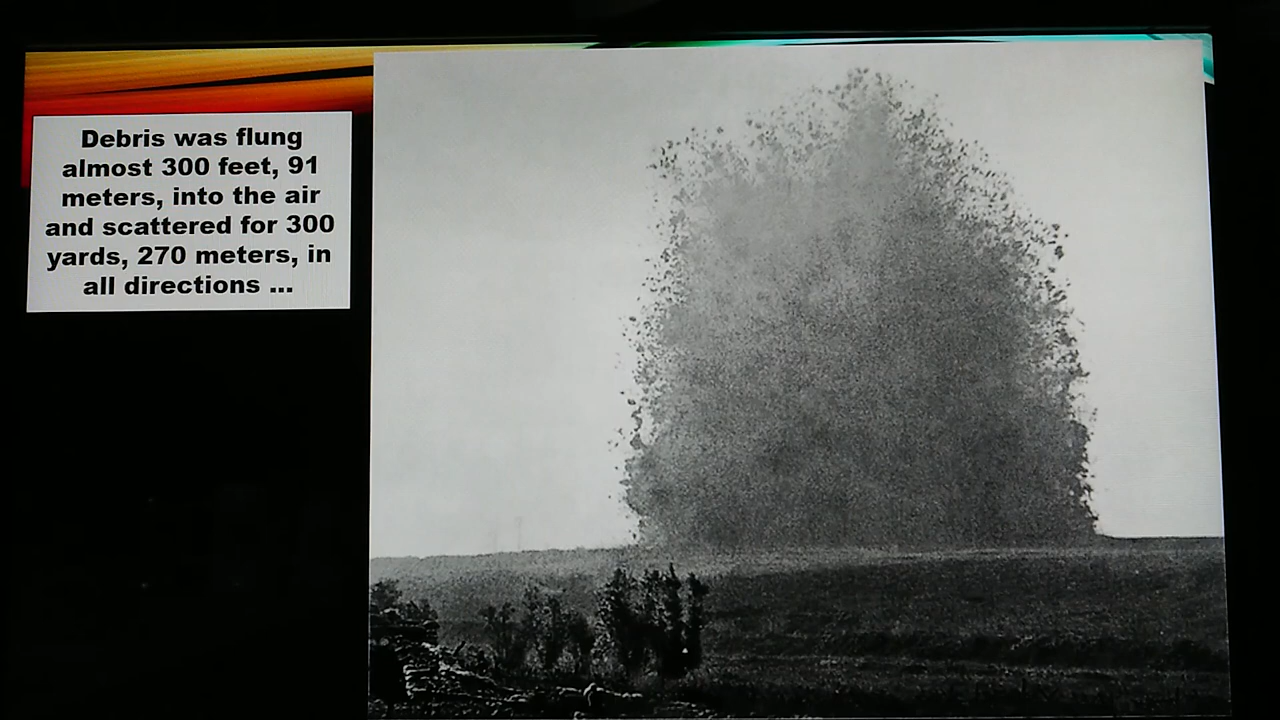 Debris was flung
almost 300 feet, 91
meters, into the air
and scattered for 300
yards, 270 meters, in
all directions ...